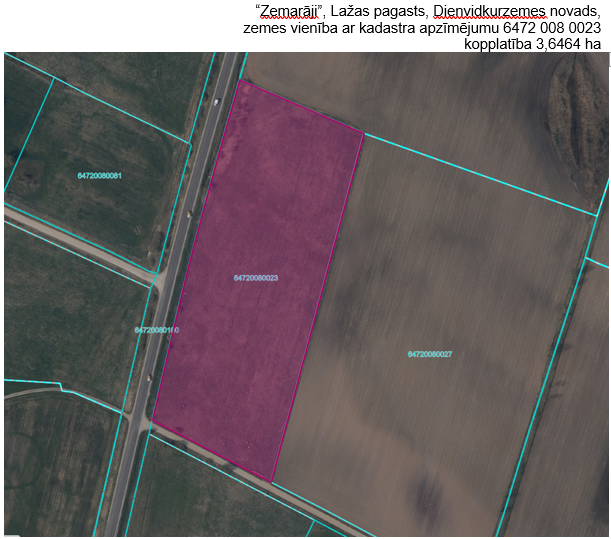 “Zemarāji”, Lažas pagasts, Dienvidkurzemes novads,
zemes vienība ar kadastra apzīmējumu 6472 008 0023
kopplatība 3,6464 ha
64720080081
64720080023
64720080027